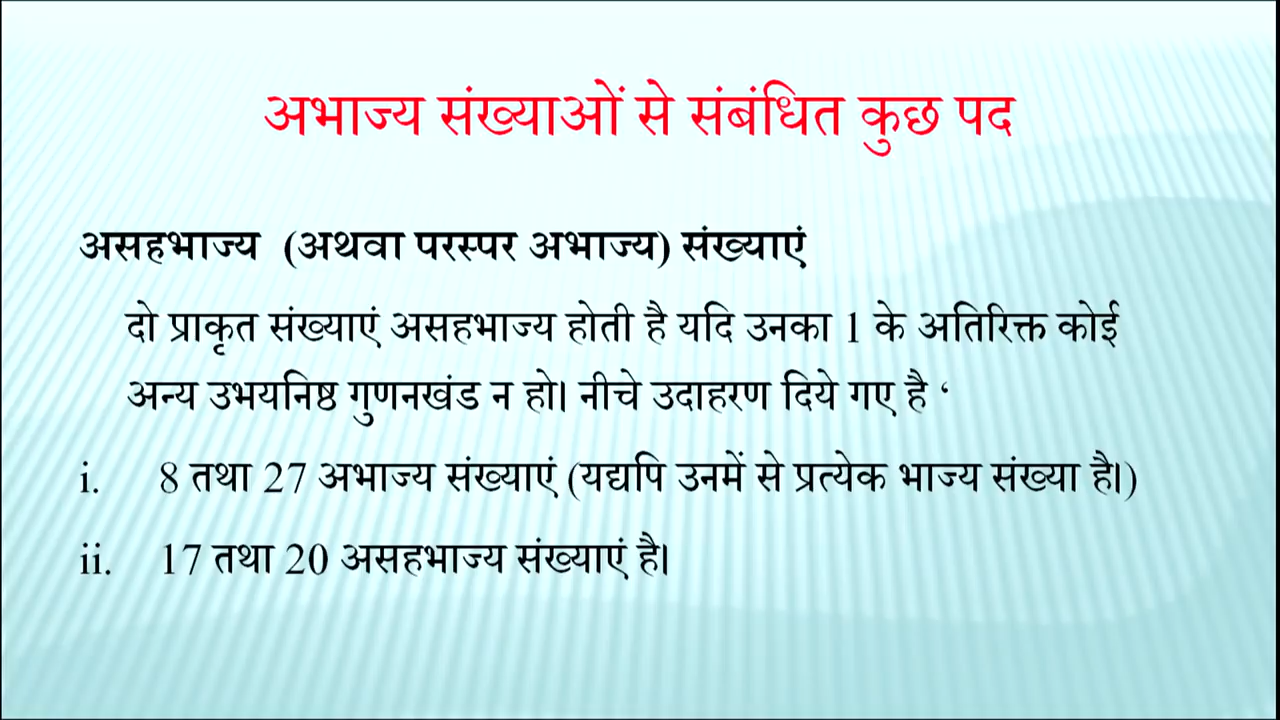 अभाज्य संख्याओं से संबंधित कुछ पद
असहभाज्य (अथवा परस्पर अभाज्य) संख्याएं
दो प्राकृत संख्याएं असहभाज्य होती है यदि उनका 1 के अतिरिक्त कोई
अन्य उभयनिष्ठ गुणनखंड न हो। नीचे उदाहरण दिये गए है ‘
i. 8 तथा 27 अभाज्य संख्याएं (यद्यपि उनमें से प्रत्येक भाज्य संख्या है।)
ii. 17 तथा 20 असहभाज्य संख्याएं है।